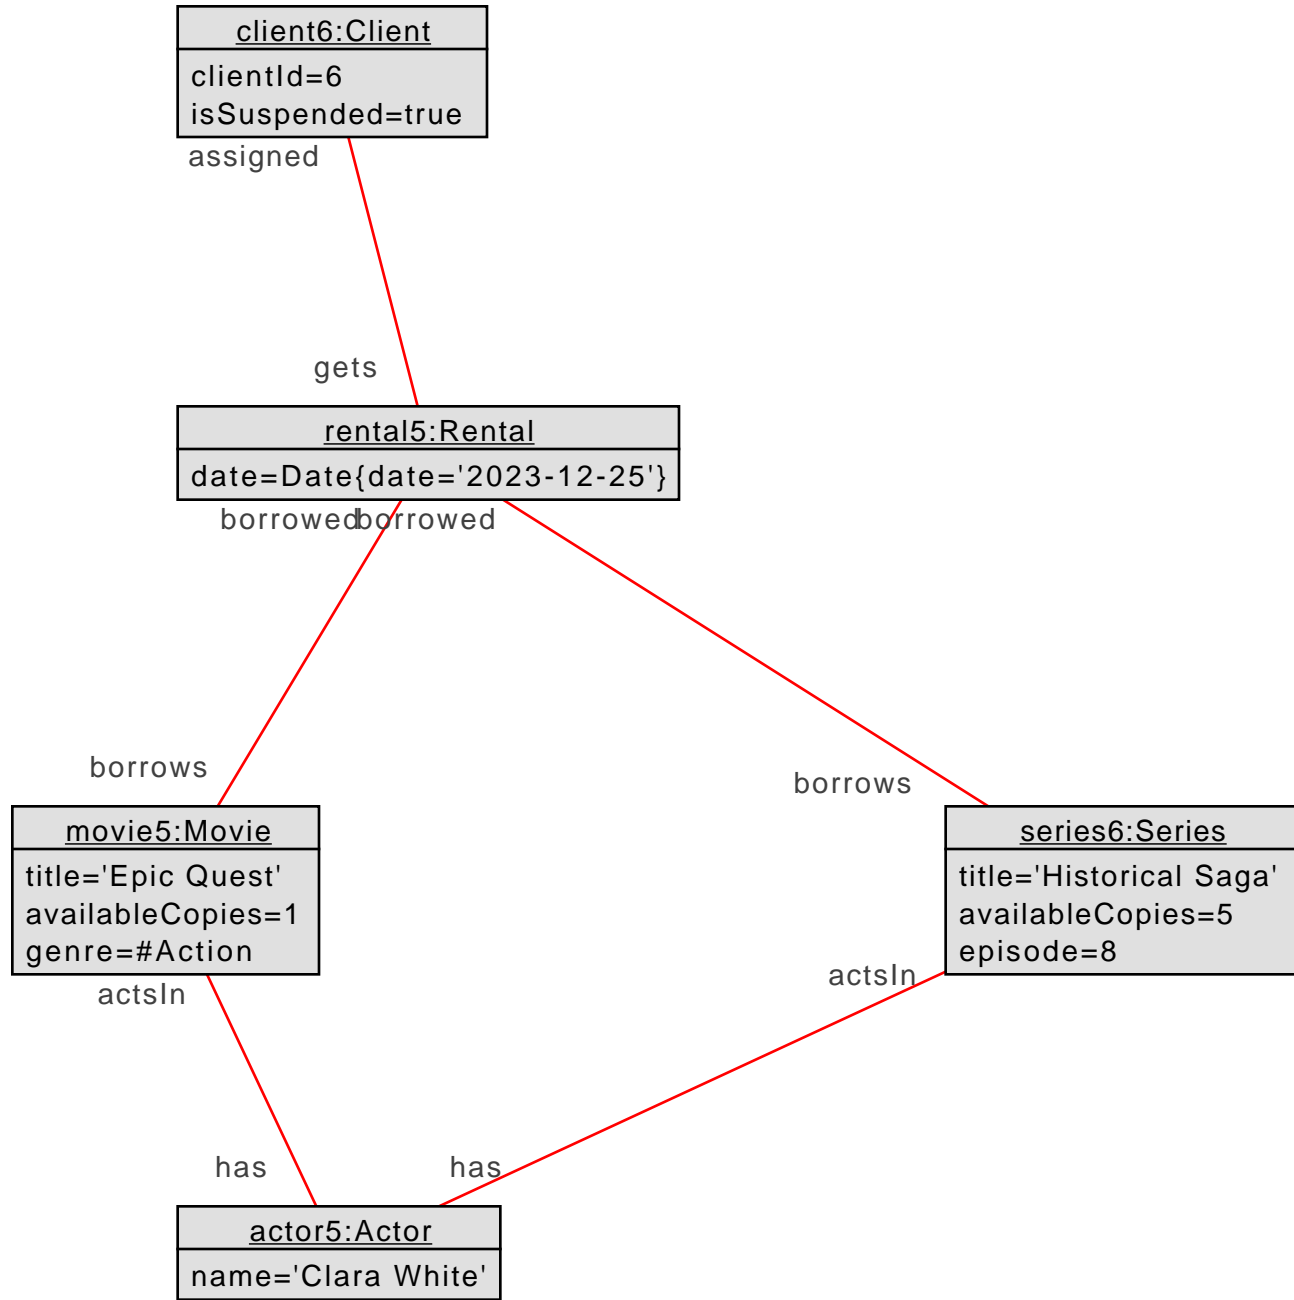 client6:Client
clientId=6
isSuspended=true
assigned
gets
rental5:Rental
date=Date{date='2023-12-25'}
borrowed borrowed
borrows
borrows
movie5:Movie
title='Epic Quest'
availableCopies=1
genre=#Action
series6:Series
title='Historical Saga'
availableCopies=5
episode=8
actsIn
actsIn
has
has
actor5:Actor
name='Clara White'